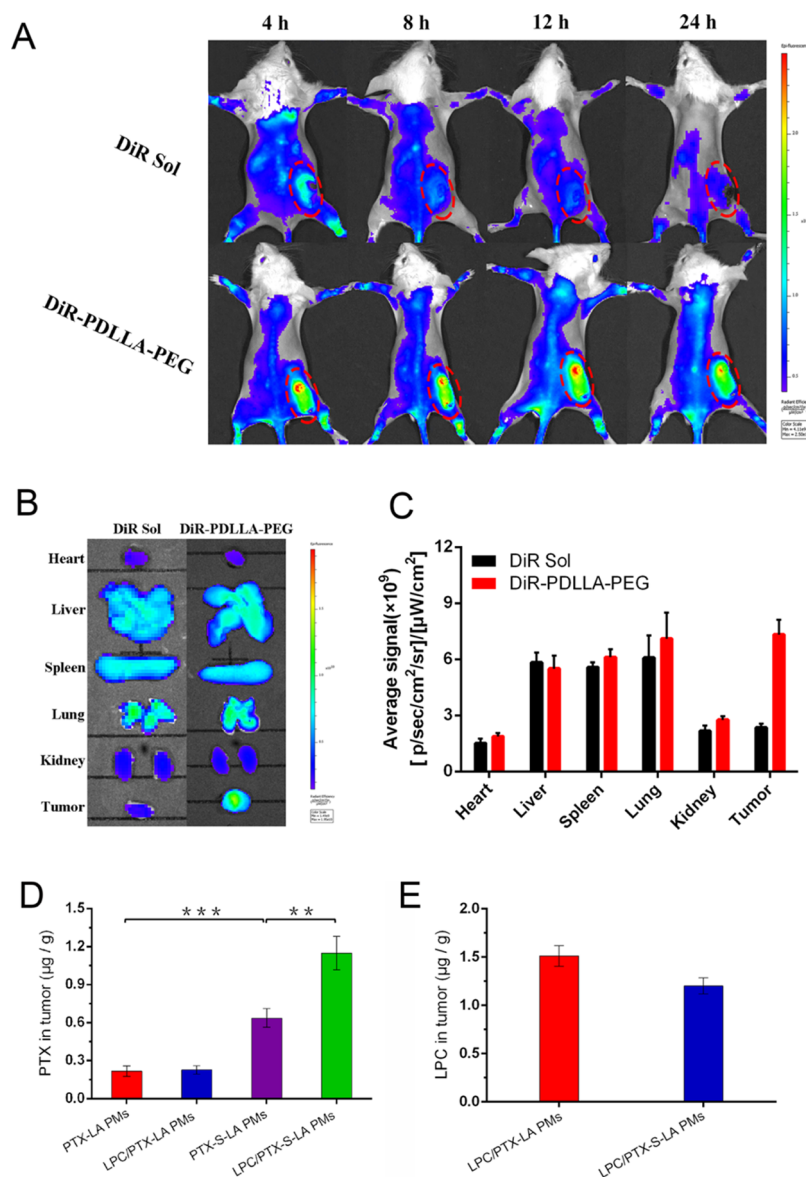 A
4 h 8 h 12 h 24 h
DiR Sol
DiR-PDLLA-PEG
B
DiR Sol DiR-PDLLA-PEG
Heart
Liver
Spleen
Lung
Kidney
Tumor
C
Average signal(×10⁹)
[ p/sec/cm²/sr]/[µW/cm²]
12
9
6
3
0
DiR Sol
DiR-PDLLA-PEG
Heart Liver Spleen Lung Kidney Tumor
D
PTX in tumor (µg / g)
1.5
1.2
0.9
0.6
0.3
0.0
*** **
PTX-LA PMs LPC/PTX-LA PMs PTX-S-LA PMs LPC/PTX-S-LA PMs
E
LPC in tumor (µg / g)
2.0
1.5
1.0
0.5
0.0
LPC/PTX-LA PMs LPC/PTX-S-LA PMs